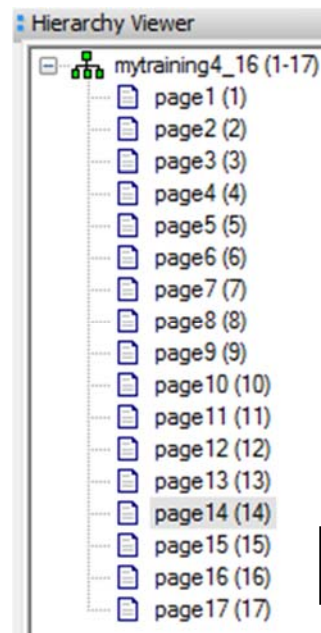 Hierarchy Viewer
mytraining4_16 (1-17)
page1 (1)
page2 (2)
page3 (3)
page4 (4)
page5 (5)
page6 (6)
page7 (7)
page8 (8)
page9 (9)
page10 (10)
page11 (11)
page12 (12)
page13 (13)
page14 (14)
page15 (15)
page16 (16)
page17 (17)